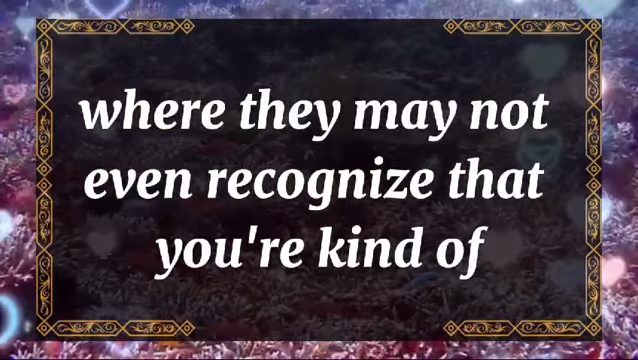 where they may not
even recognize that
you're kind of